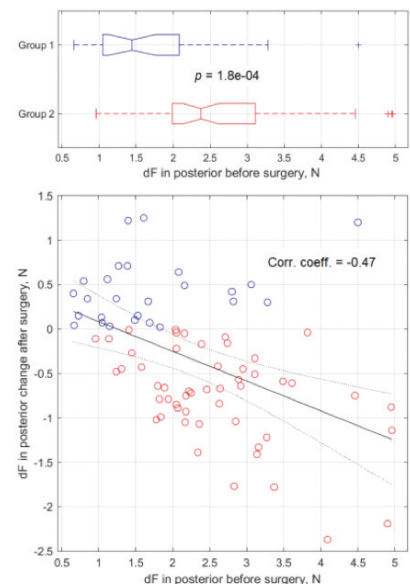 Group 1
p = 1.8e-04
Group 2
0.5 1 1.5 2 2.5 3 3.5 4 4.5 5
dF in posterior before surgery, N
1.5
1
0.5
0
-0.5
-1
-1.5
-2
-2.5
dF in posterior change after surgery, N
Corr. coeff. = -0.47
0.5 1 1.5 2 2.5 3 3.5 4 4.5 5
dF in posterior before surgery, N